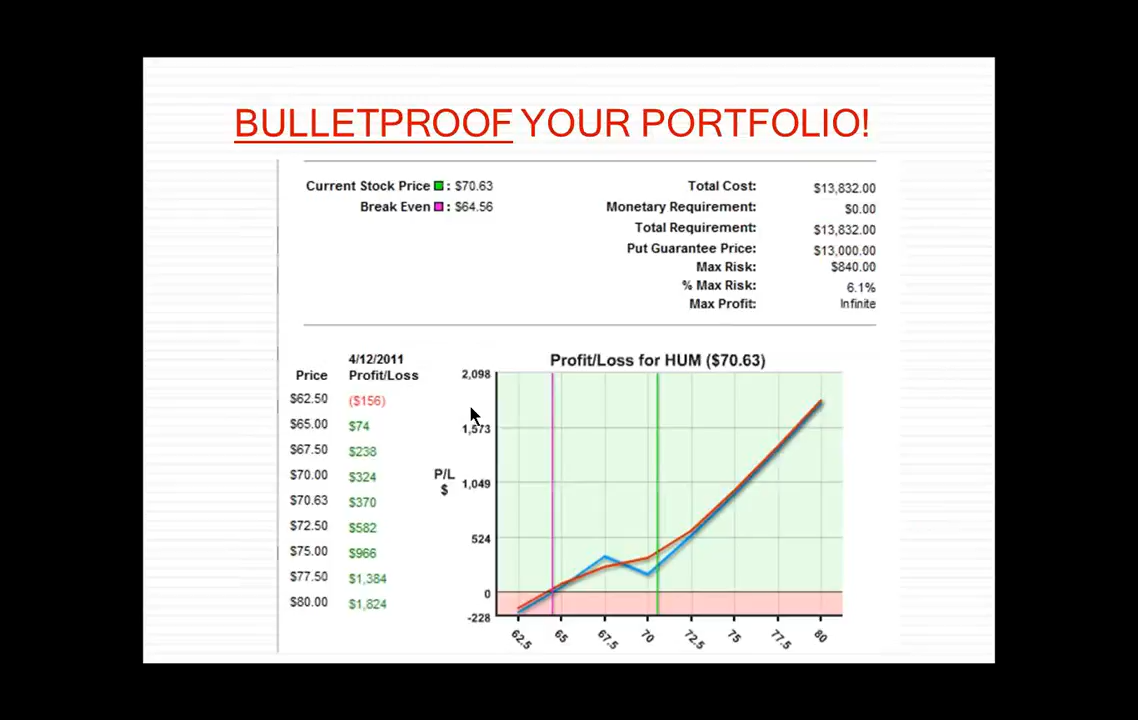 BULLETPROOF YOUR PORTFOLIO!
Current Stock Price : $70.63
Break Even : $64.56
Total Cost: $13,832.00
Monetary Requirement: $0.00
Total Requirement: $13,832.00
Put Guarantee Price: $13,000.00
Max Risk: $840.00
% Max Risk: 6.1%
Max Profit: Infinite
4/12/2011
Price Profit/Loss
$62.50 ($156)
$65.00 $74
$67.50 $238
$70.00 $324
$70.63 $370
$72.50 $582
$75.00 $966
$77.50 $1,384
$80.00 $1,824
Profit/Loss for HUM ($70.63)
2,098
1,573
P/L
$
1,049
524
0
-228
62.5 65 67.5 70 72.5 75 77.5 80